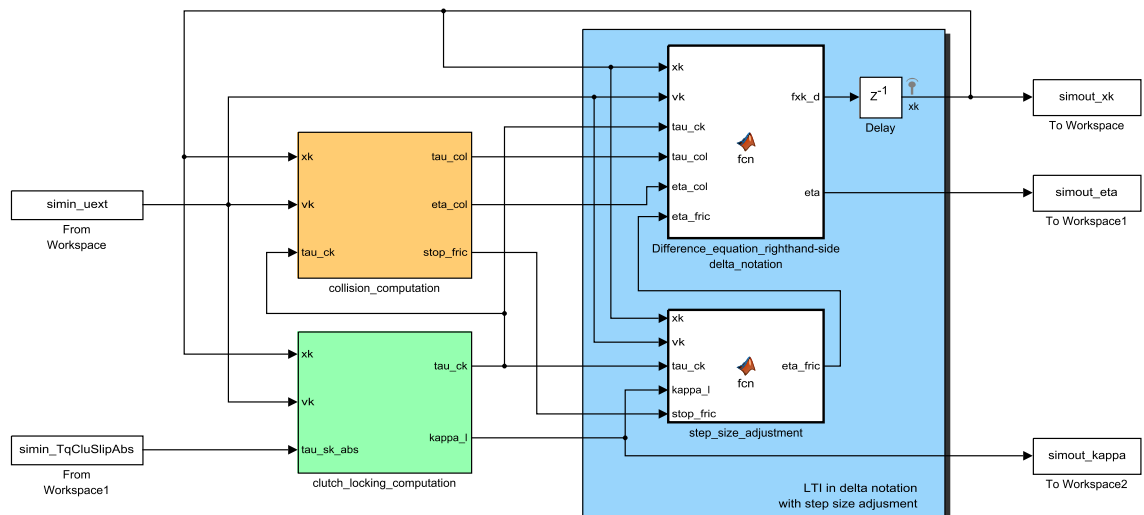 simin_uext
From
Workspace
simin_TqCluSlipAbs
From
Workspace1
xk
vk
tau_ck
tau_col
eta_col
stop_fric
collision_computation
xk
vk
tau_sk_abs
tau_ck
kappa_l
clutch_locking_computation
xk
vk
tau_ck
tau_col
eta_col
eta_fric
fcn
fxk_d
eta
Difference_equation_righthand-side
delta_notation
xk
vk
tau_ck
kappa_l
stop_fric
fcn
eta_fric
step_size_adjustment
LTI in delta notation
with step size adjusment
Z-1
Delay
xk
simout_xk
To Workspace
simout_eta
To Workspace1
simout_kappa
To Workspace2